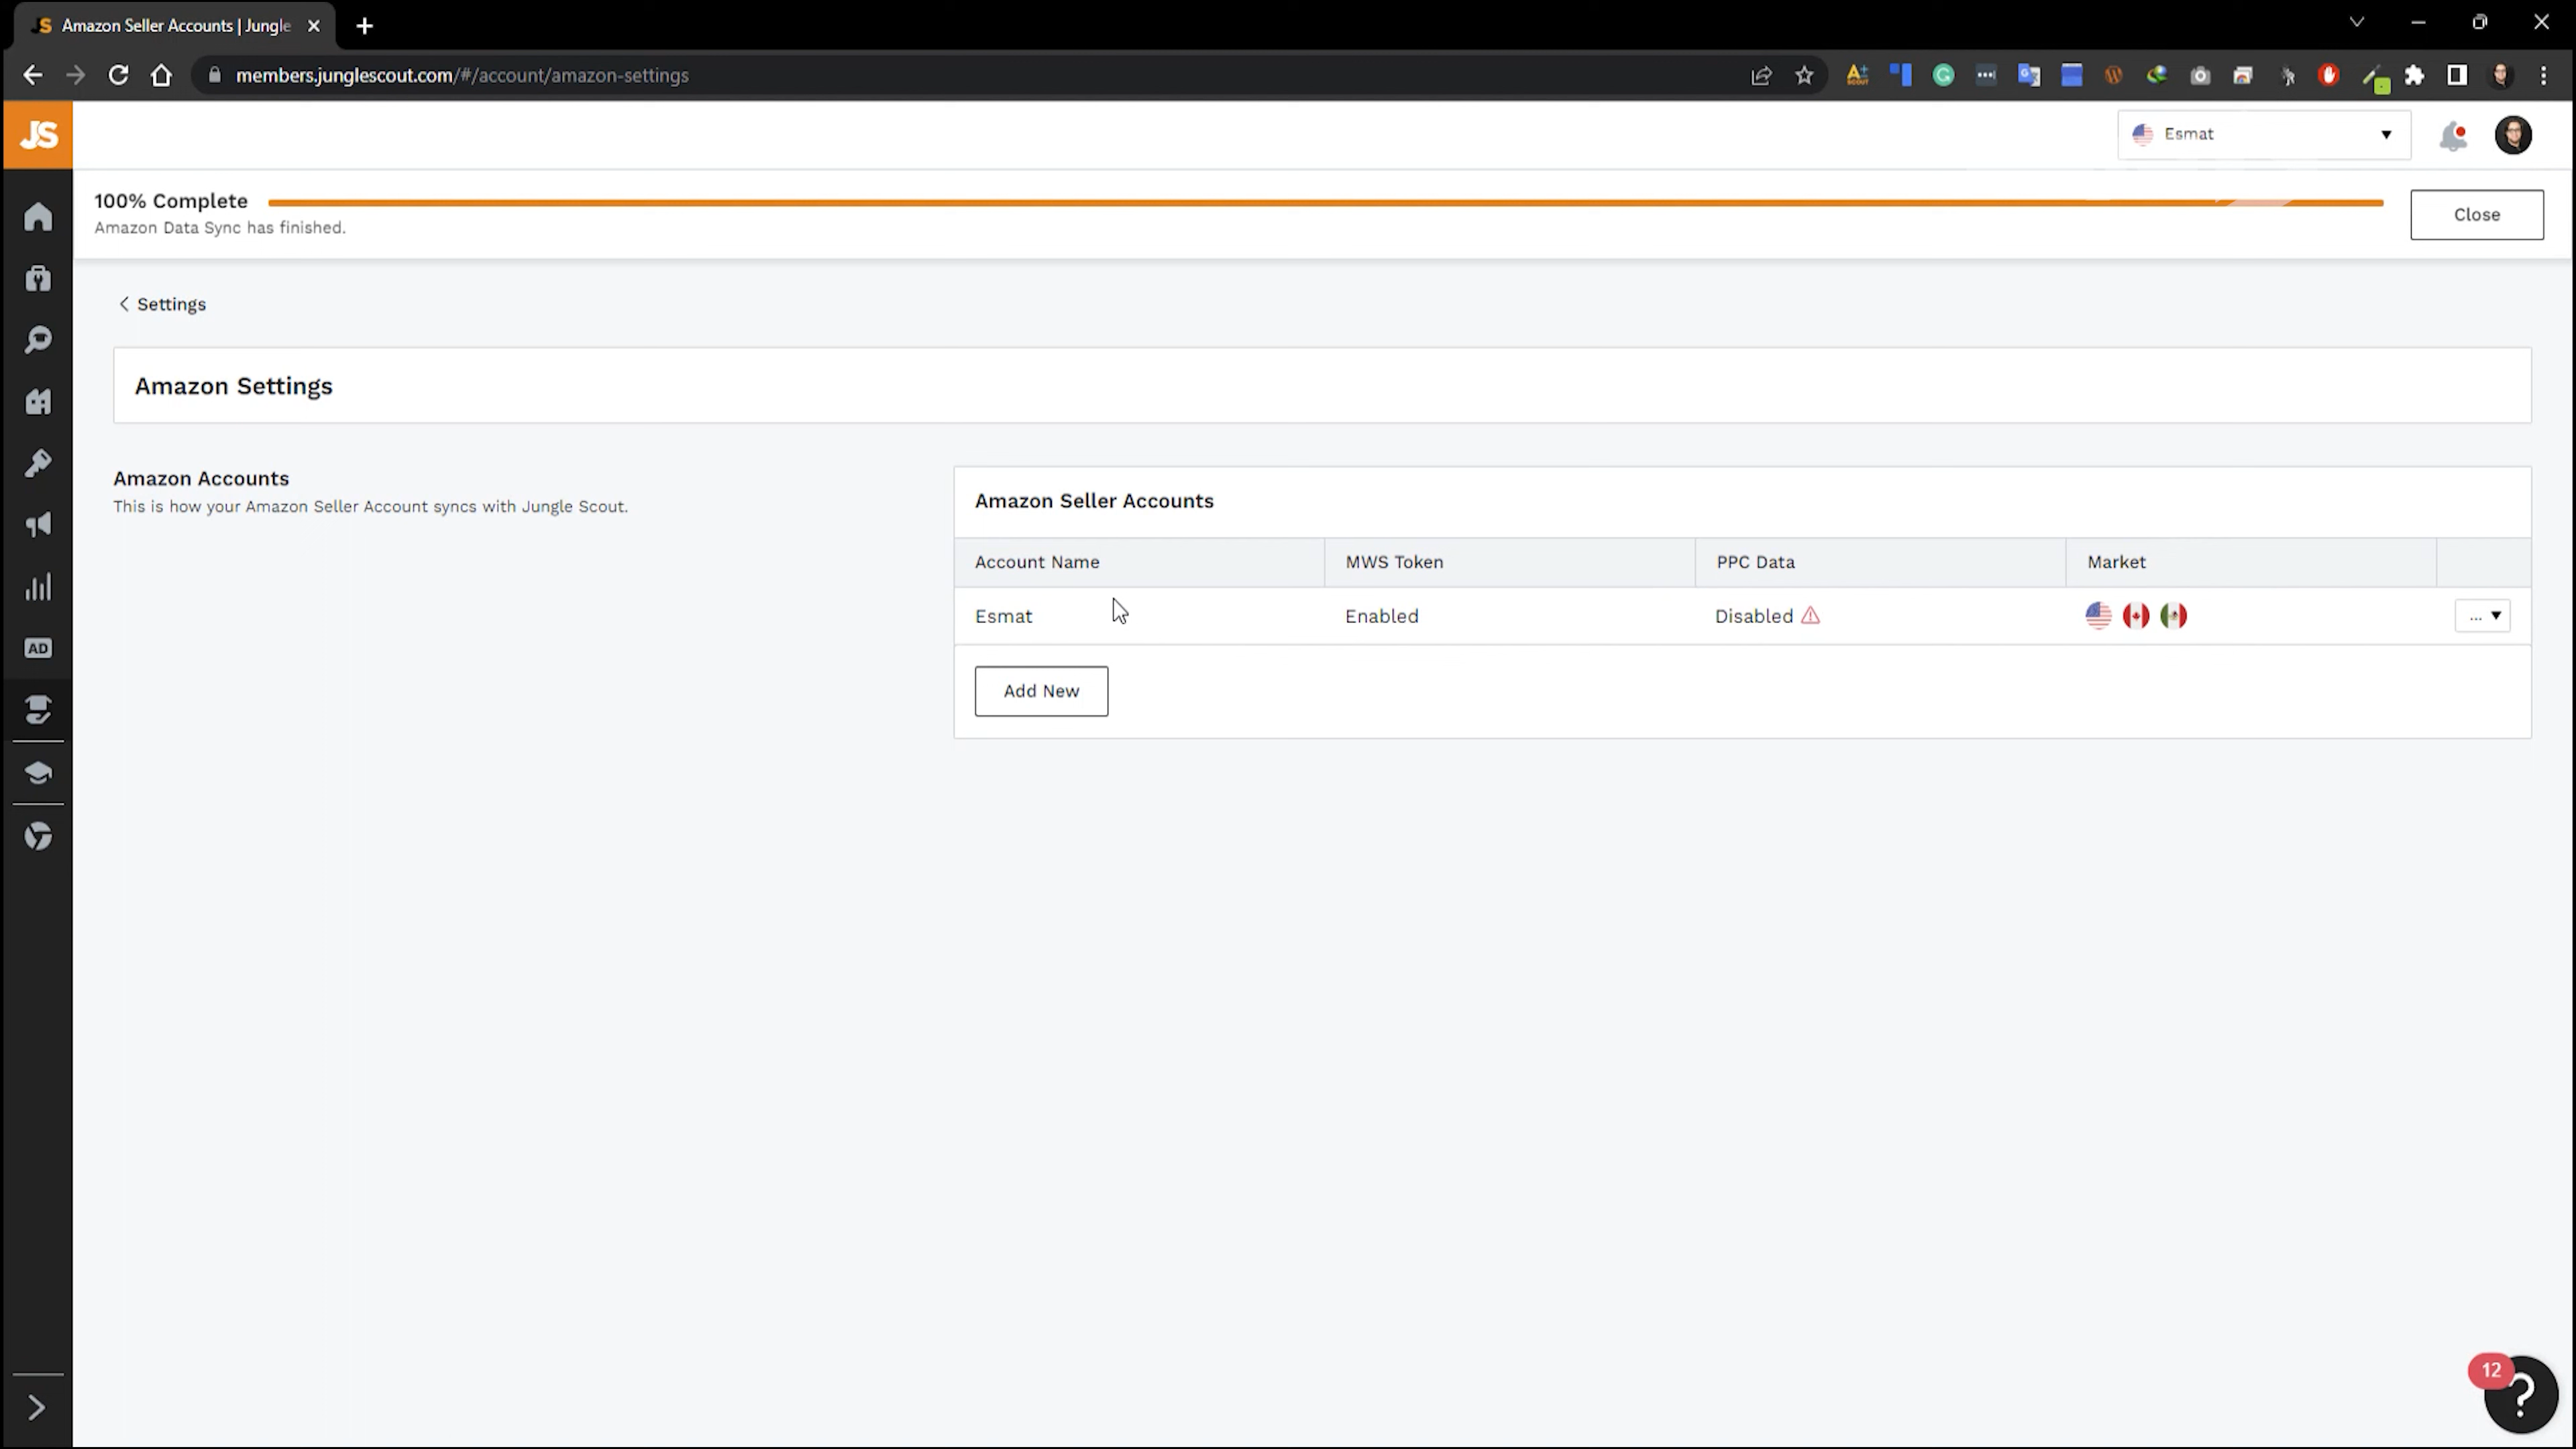 Amazon Seller Accounts | Jungle
members.junglescout.com/#/account/amazon-settings
JS
Esmat
100% Complete
Amazon Data Sync has finished.
Close
Settings
Amazon Settings
Amazon Accounts
This is how your Amazon Seller Account syncs with Jungle Scout.
Amazon Seller Accounts
Account Name MWS Token PPC Data Market
Esmat Enabled Disabled ...
Add New
AD
12
?